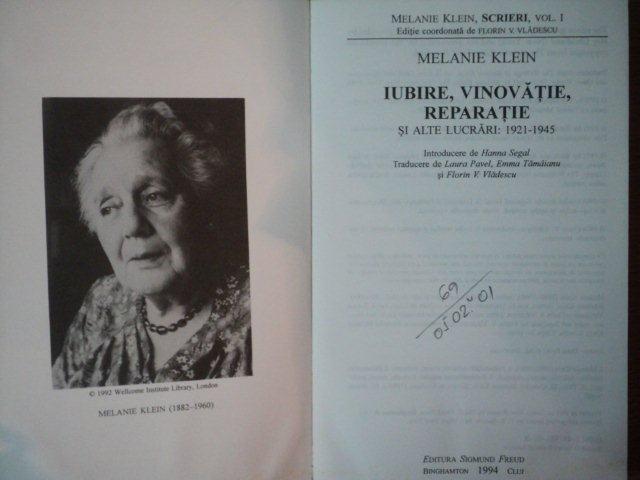 © 1992 Wellcome Institute Library, London
MELANIE KLEIN (1882–1960)
MELANIE KLEIN, SCRIERI, VOL. I
Ediție coordonată de FLORIN V. VLĂDESCU
MELANIE KLEIN
IUBIRE, VINOVĂȚIE,
REPARAȚIE
ȘI ALTE LUCRĂRI: 1921-1945
Introducere de Hanna Segal
Traducere de Laura Pavel, Emma Tămâianu
și Florin V. Vlădescu
69
05.02.01
EDITURA SIGMUND FREUD
BINGHAMTON 1994 CLUJ